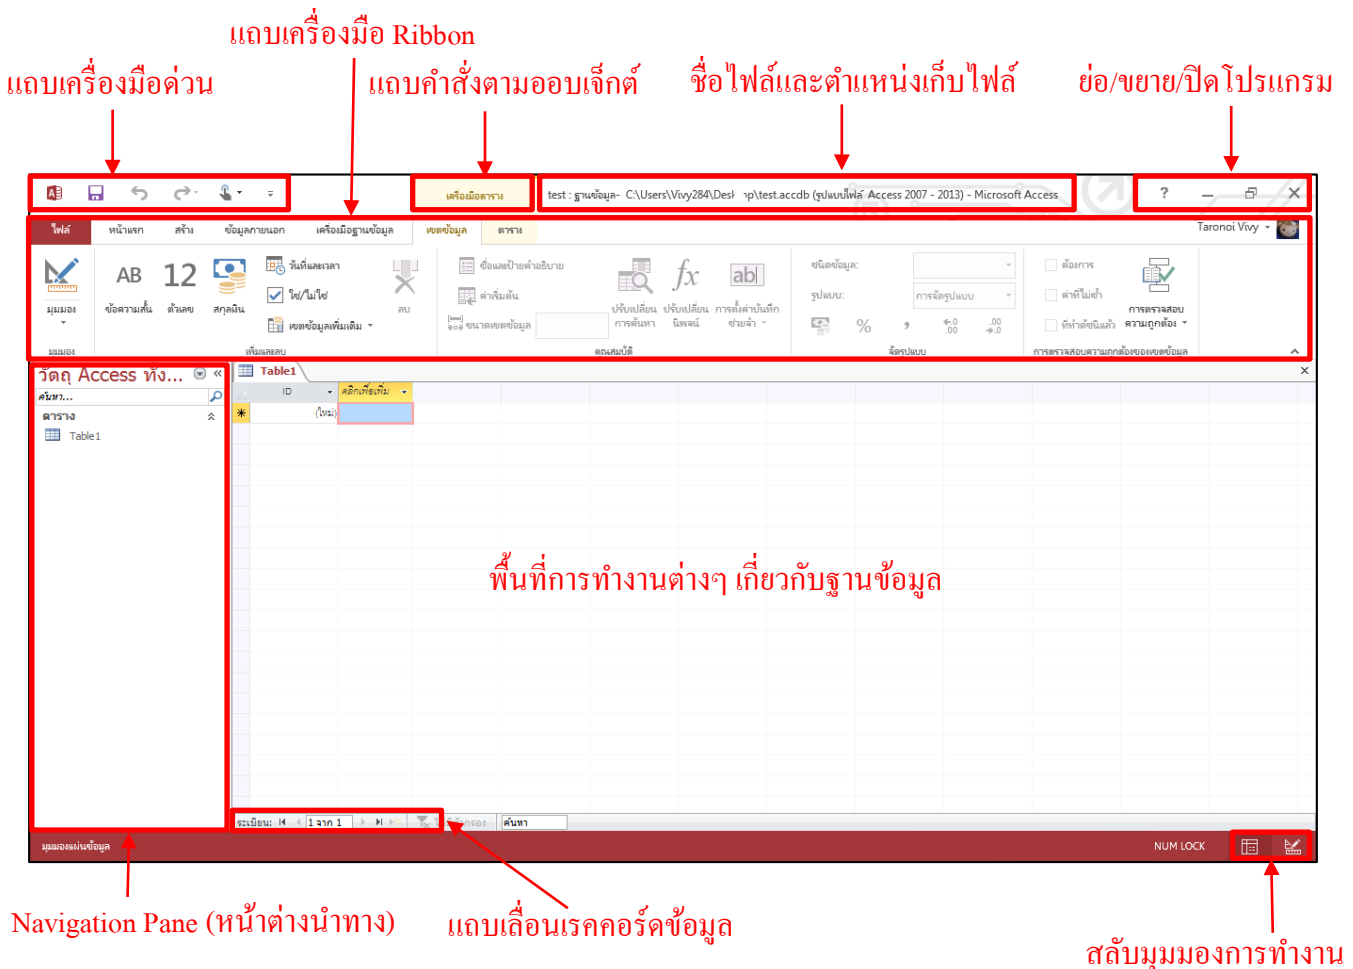 แถบเครื่องมือ Ribbon
แถบเครื่องมือด่วน
แถบคำสั่งตามออบเจ็กต์
ชื่อไฟล์และตำแหน่งเก็บไฟล์
ย่อ/ขยาย/ปิดโปรแกรม
เครื่องมือตาราง
test : ฐานข้อมูล- C:\Users\Vivy284\Desk op\test.accdb (รูปแบบไฟล์ Access 2007 - 2013) - Microsoft Access
?
ไฟล์ หน้าแรก สร้าง ข้อมูลภายนอก เครื่องมือฐานข้อมูล เขตข้อมูล ตาราง
Taronoi Vivy
มุมมอง
AB ข้อความสั้น
12 ตัวเลข
สกุลเงิน
วันที่และเวลา
ใช่/ไม่ใช่
เขตข้อมูลเพิ่มเติม
ลบ
ชื่อและป้ายคำอธิบาย
ค่าเริ่มต้น
ขนาดเขตข้อมูล
ปรับเปลี่ยน
การค้นหา
fx
ปรับเปลี่ยน
นิพจน์
ab
การตั้งค่าบันทึก
ช่วยจำ
ชนิดข้อมูล:
รูปแบบ: การจัดรูปแบบ
% , .0 .00 .00 .0
ต้องการ
ค่าที่ไม่ซ้ำ
ที่ทำดัชนีแล้ว
การตรวจสอบ
ความถูกต้อง
มุมมอง เพิ่มและลบ คุณสมบัติ จัดรูปแบบ การตรวจสอบความถูกต้องของเขตข้อมูล
วัตถุ Access ทั้ง...
ค้นหา...
ตาราง
Table1
Table1
ID คลิกเพื่อเพิ่ม
(ใหม่)
พื้นที่การทำงานต่างๆ เกี่ยวกับฐานข้อมูล
ระเบียน: 1 จาก 1 ค้นหา
มุมมองแผ่นข้อมูล
NUM LOCK
Navigation Pane (หน้าต่างนำทาง)
แถบเลื่อนเรคคอร์ดข้อมูล
สลับมุมมองการทำงาน